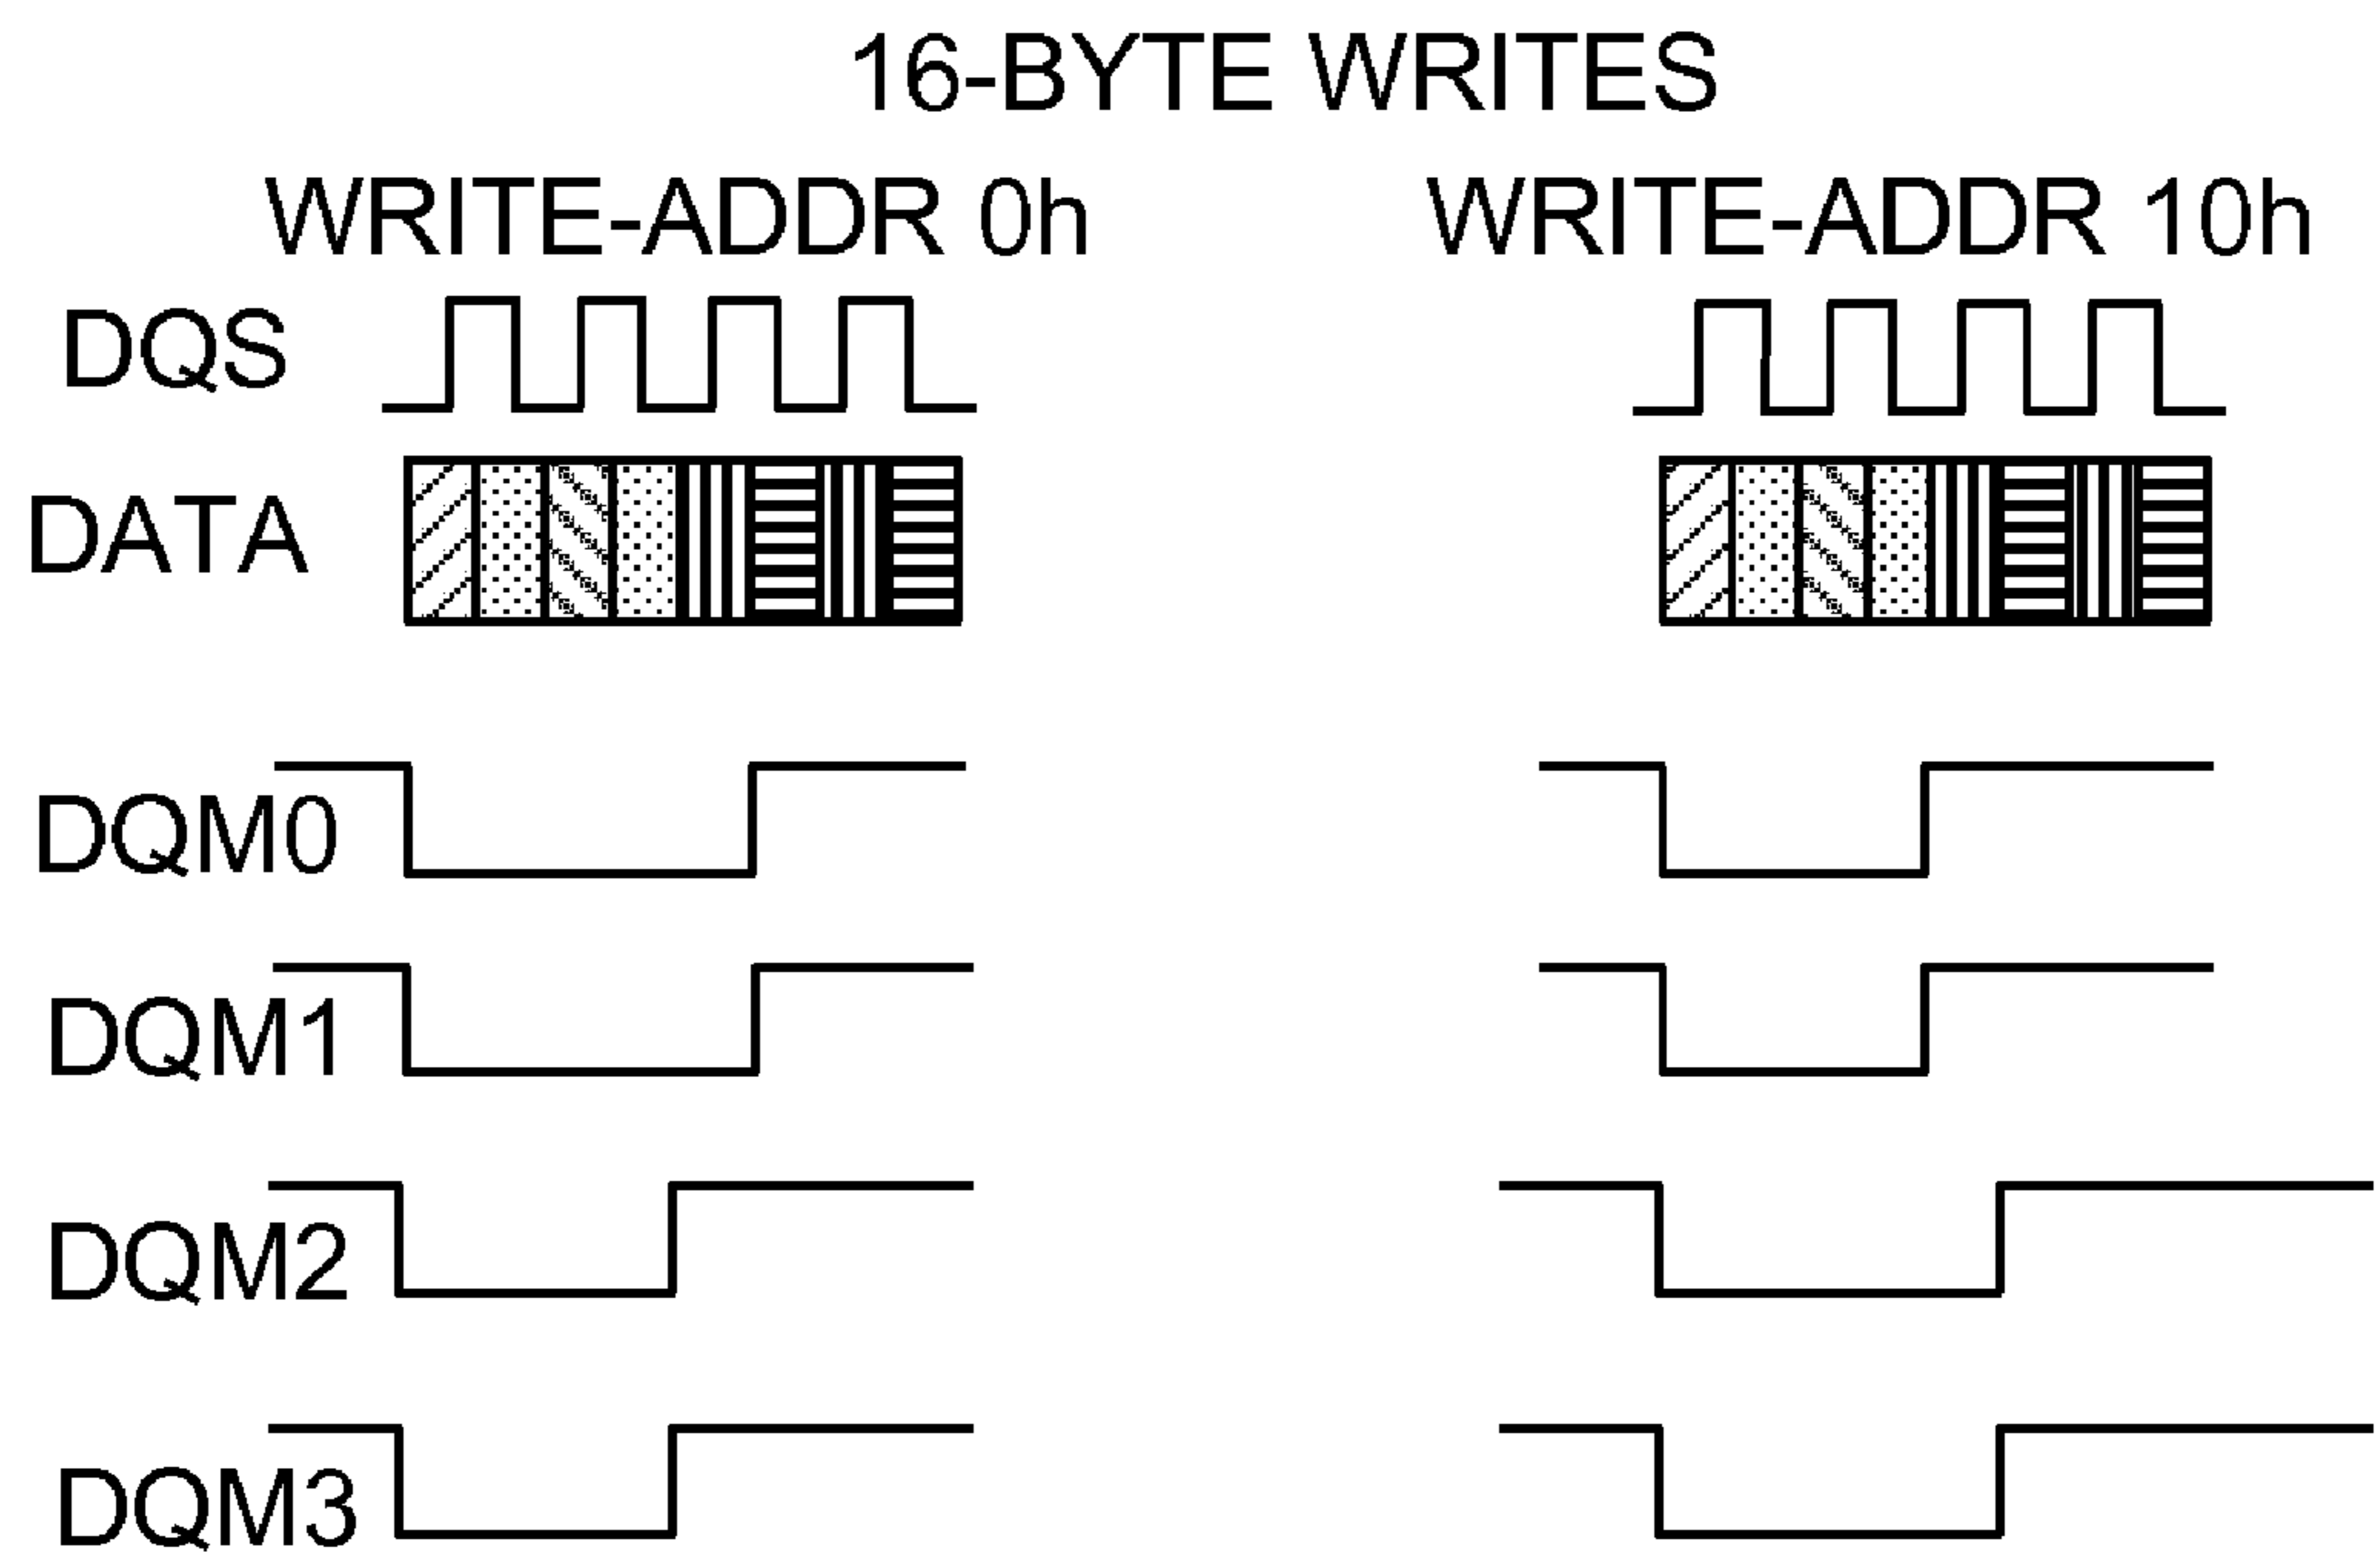 16-BYTE WRITES
WRITE-ADDR 0h WRITE-ADDR 10h
DQS
DATA
DQM0
DQM1
DQM2
DQM3